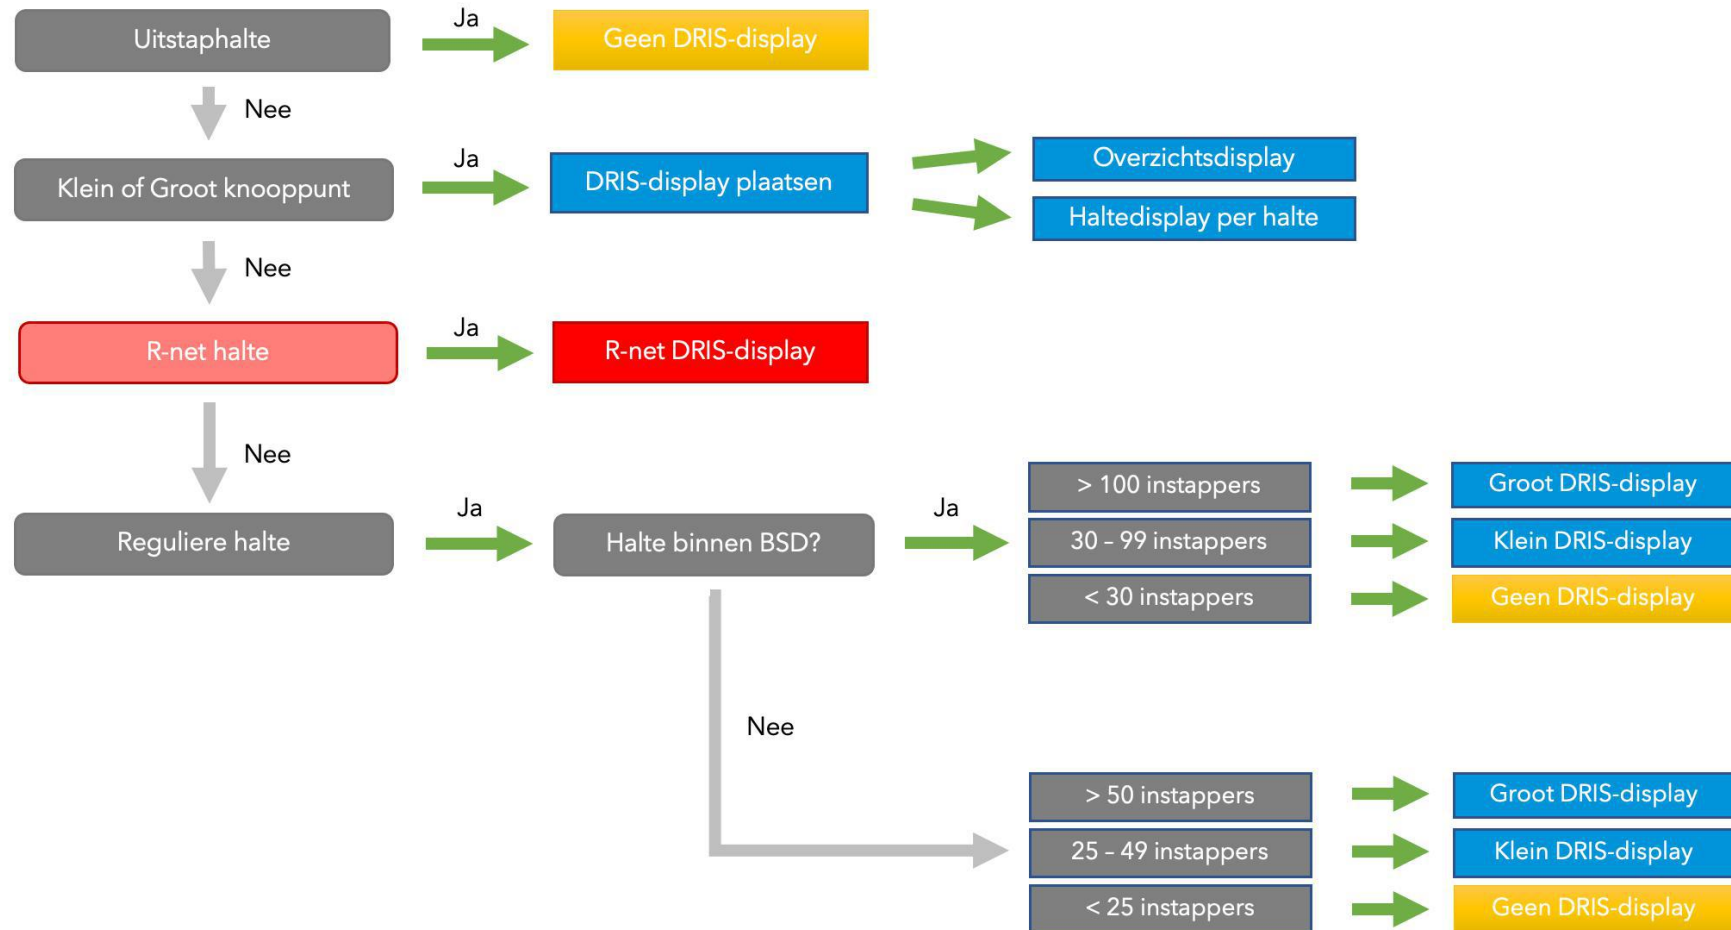 Uitstaphalte
Ja
Geen DRIS-display
Nee
Klein of Groot knooppunt
Ja
DRIS-display plaatsen
Overzichtsdisplay
Haltedisplay per halte
Nee
R-net halte
Ja
R-net DRIS-display
Nee
Reguliere halte
Ja
Halte binnen BSD?
Ja
> 100 instappers
Groot DRIS-display
30 – 99 instappers
Klein DRIS-display
< 30 instappers
Geen DRIS-display
Nee
> 50 instappers
Groot DRIS-display
25 – 49 instappers
Klein DRIS-display
< 25 instappers
Geen DRIS-display